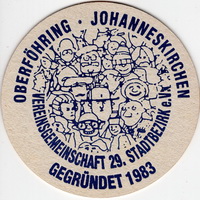 OBERFÖHRING · JOHANNESKIRCHEN
VEREINSGEMEINSCHAFT 29. STADTBEZIRK e.V.
GEGRÜNDET 1983